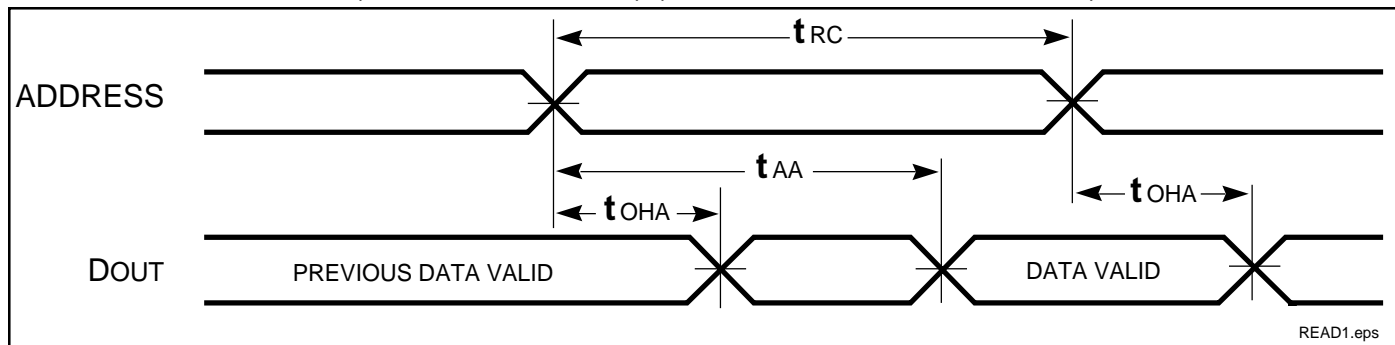 tRC
ADDRESS
tAA
tOHA
tOHA
DOUT
PREVIOUS DATA VALID
DATA VALID
READ1.eps